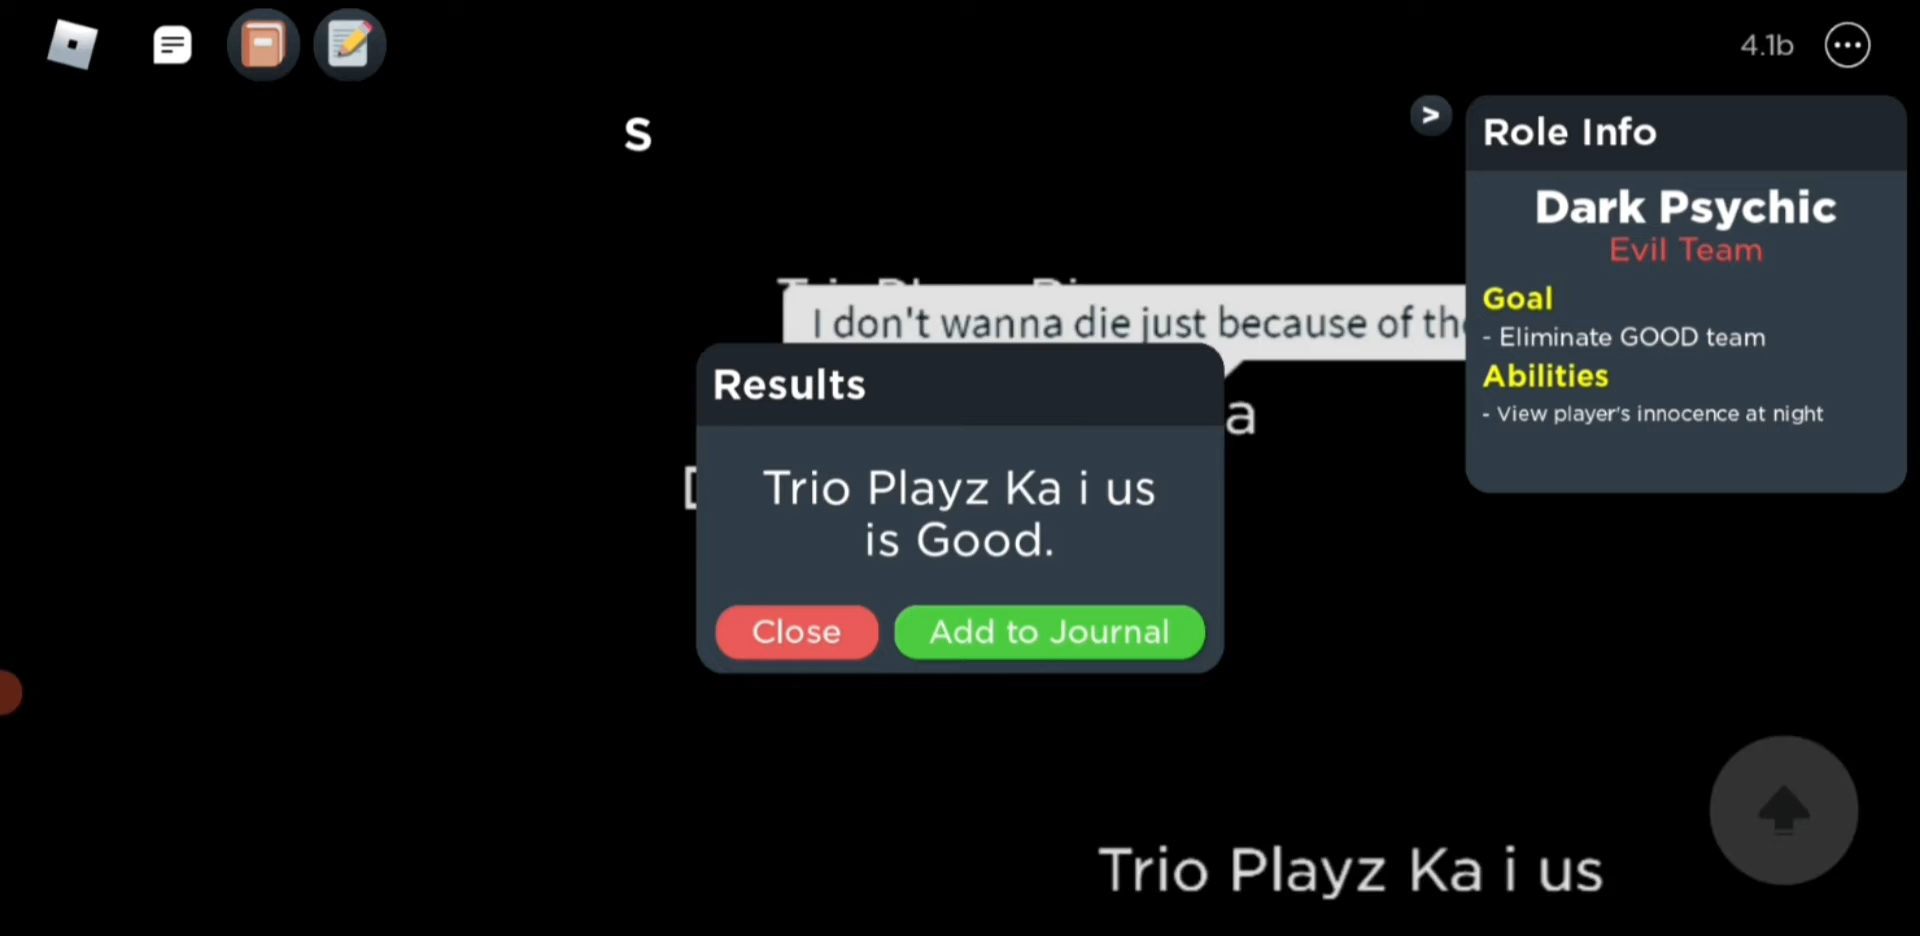 4.1b
S
>
Role Info
Dark Psychic
Evil Team
Goal
- Eliminate GOOD team
Abilities
- View player's innocence at night
I don't wanna die just because of
a
Results
Trio Playz Ka i us
is Good.
Close
Add to Journal
Trio Playz Ka i us